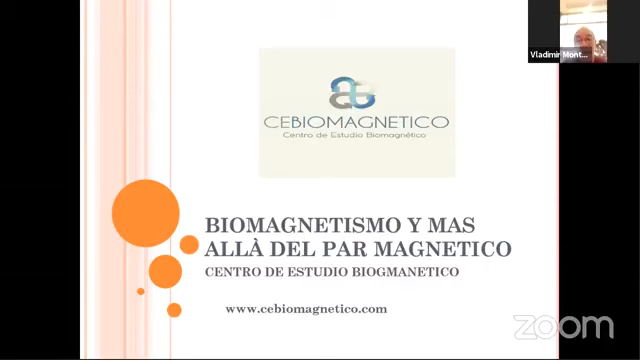 Vladimir Mont...
CEBIOMAGNETICO
Centro de Estudio Biomagnético
BIOMAGNETISMO Y MAS
ALLÀ DEL PAR MAGNETICO
CENTRO DE ESTUDIO BIOGMANETICO
www.cebiomagnetico.com
zoom